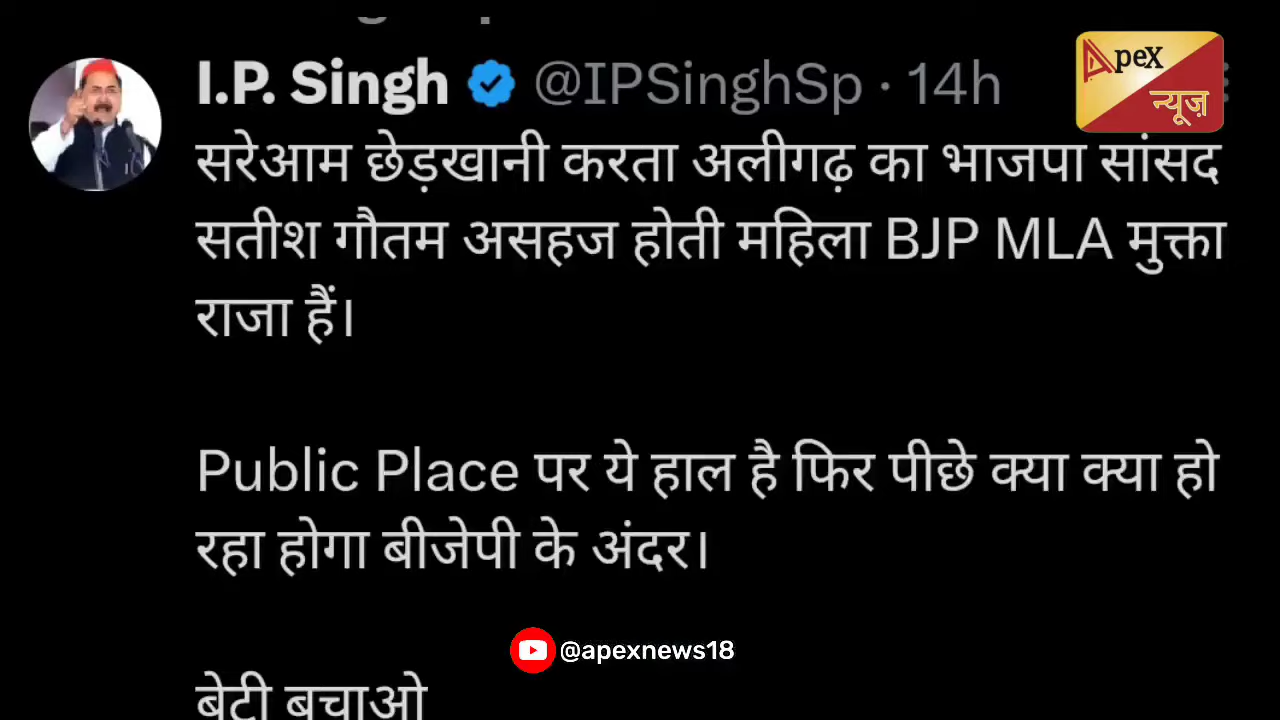 I.P. Singh @IPSinghSp · 14h
Apex
न्यूज़
सरेआम छेड़खानी करता अलीगढ़ का भाजपा सांसद
सतीश गौतम असहज होती महिला BJP MLA मुक्ता
राजा हैं।
Public Place पर ये हाल है फिर पीछे क्या क्या हो
रहा होगा बीजेपी के अंदर।
@apexnews18
बेटी बचाओ